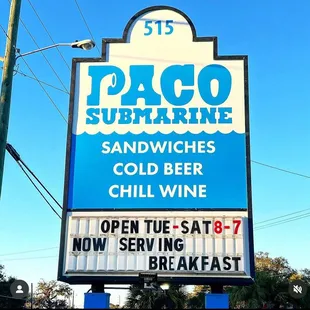 515
PACO
SUBMARINE
SANDWICHES
COLD BEER
CHILL WINE
OPEN TUE-SAT 8-7
NOW SERVING
BREAKFAST